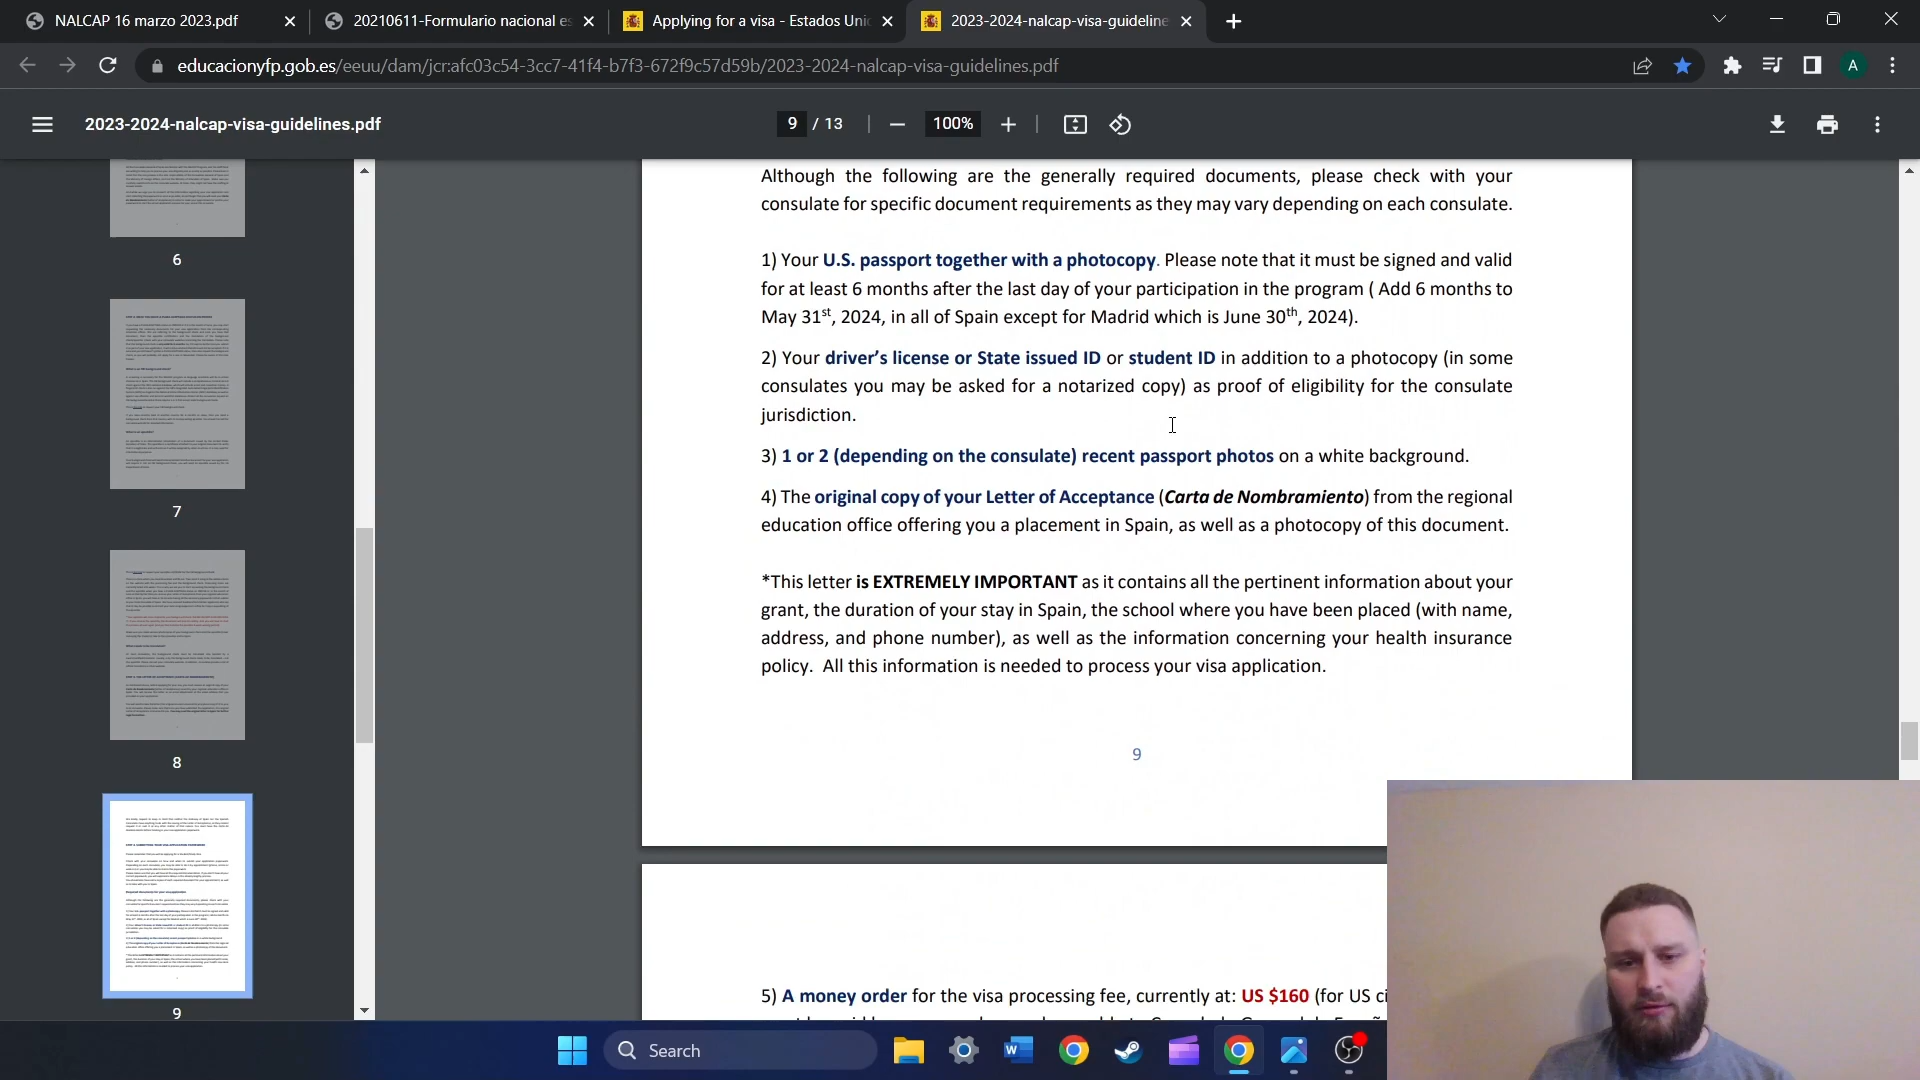 NALCAP 16 marzo 2023.pdf
20210611-Formulario nacional es
Applying for a visa - Estados Uni
2023-2024-nalcap-visa-guideline
educacionyfp.gob.es/eeuu/dam/jcr:afc03c54-3cc7-41f4-b7f3-672f9c57d59b/2023-2024-nalcap-visa-guidelines.pdf
A
2023-2024-nalcap-visa-guidelines.pdf
9 / 13
100%
6
7
8
9
Although the following are the generally required documents, please check with your
consulate for specific document requirements as they may vary depending on each consulate.
1) Your U.S. passport together with a photocopy. Please note that it must be signed and valid
for at least 6 months after the last day of your participation in the program ( Add 6 months to
May 31st, 2024, in all of Spain except for Madrid which is June 30th, 2024).
2) Your driver's license or State issued ID or student ID in addition to a photocopy (in some
consulates you may be asked for a notarized copy) as proof of eligibility for the consulate
jurisdiction.
3) 1 or 2 (depending on the consulate) recent passport photos on a white background.
4) The original copy of your Letter of Acceptance (Carta de Nombramiento) from the regional
education office offering you a placement in Spain, as well as a photocopy of this document.
*This letter is EXTREMELY IMPORTANT as it contains all the pertinent information about your
grant, the duration of your stay in Spain, the school where you have been placed (with name,
address, and phone number), as well as the information concerning your health insurance
policy. All this information is needed to process your visa application.
9
5) A money order for the visa processing fee, currently at: US $160 (for US ci
Search